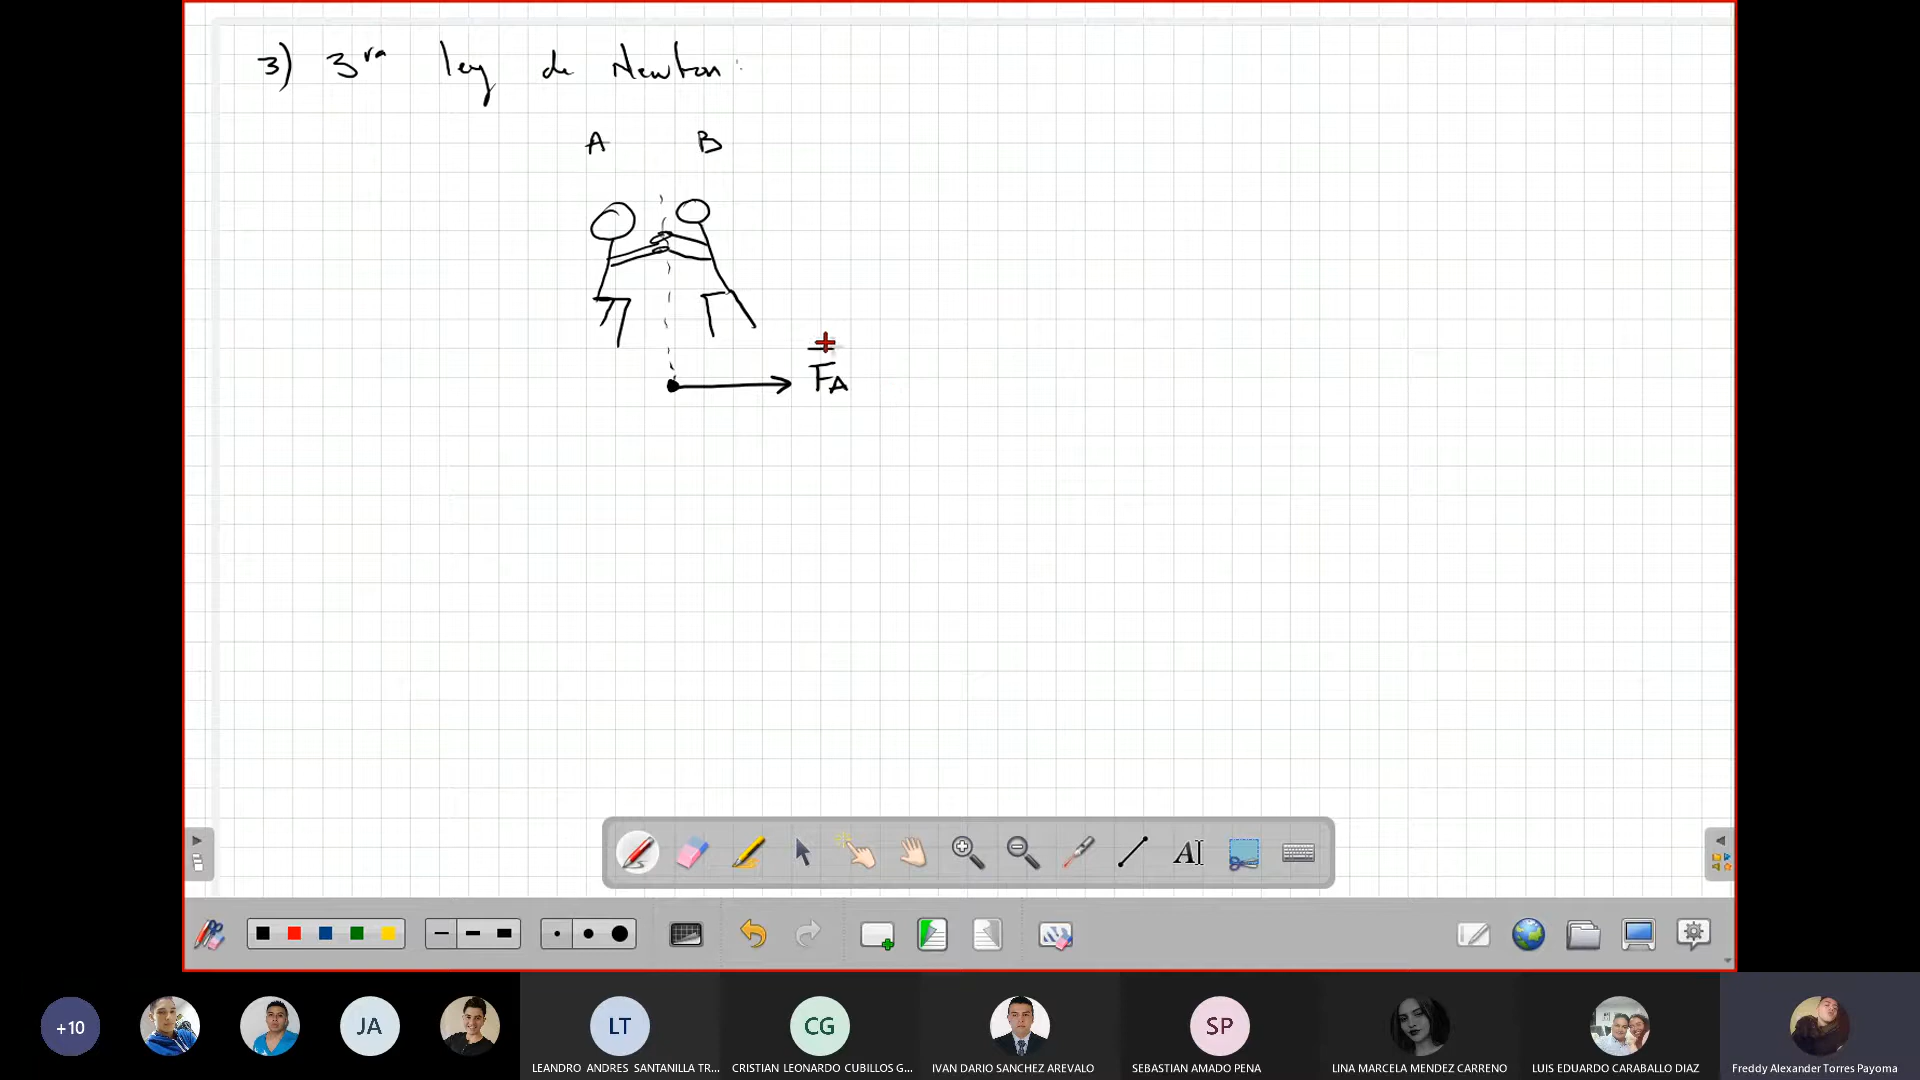 3) 3ra ley de Newton:
A B
FA
AI
+10
JA
LT
CG
SP
LEANDRO ANDRES SANTANILLA TR...
CRISTIAN LEONARDO CUBILLOS G...
IVAN DARIO SANCHEZ AREVALO
SEBASTIAN AMADO PENA
LINA MARCELA MENDEZ CARRENO
LUIS EDUARDO CARABALLO DIAZ
Freddy Alexander Torres Payoma